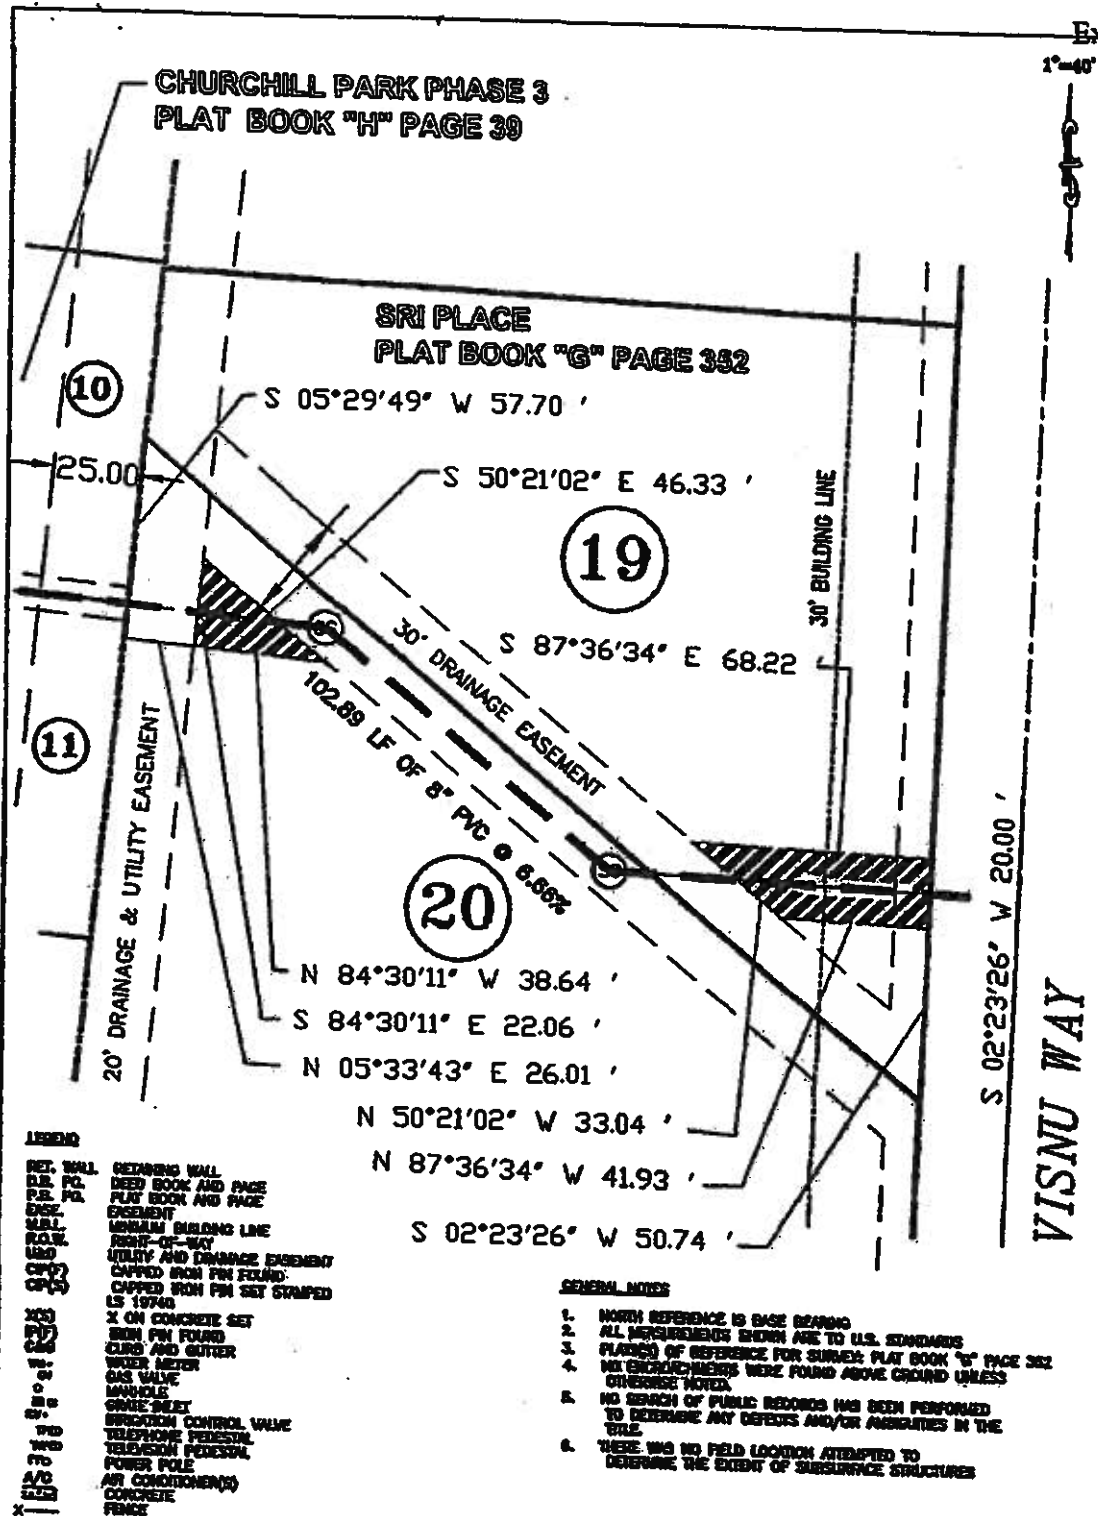 Ex
1"=40'
CHURCHILL PARK PHASE 3
PLAT BOOK "H" PAGE 39
SRI PLACE
PLAT BOOK "G" PAGE 352
10
S 05°29'49" W 57.70 '
25.00
S 50°21'02" E 46.33 '
19
30' BUILDING LINE
30' DRAINAGE EASEMENT
S 87°36'34" E 68.22 '
102.89 LF OF 8" PVC @ 6.66%
11
20' DRAINAGE & UTILITY EASEMENT
20
S 02°23'26" W 20.00 '
VISNU WAY
N 84°30'11" W 38.64 '
S 84°30'11" E 22.06 '
N 05°33'43" E 26.01 '
N 50°21'02" W 33.04 '
N 87°36'34" W 41.93 '
S 02°23'26" W 50.74 '
LEGEND
RET. WALL RETAINING WALL
D.B. PG. DEED BOOK AND PAGE
P.B. PG. PLAT BOOK AND PAGE
EASE. EASEMENT
M.B.L. MINIMUM BUILDING LINE
R.O.W. RIGHT-OF-WAY
U&D UTILITY AND DRAINAGE EASEMENT
CIP(F) CAPPED IRON PIN FOUND
CIP(S) CAPPED IRON PIN SET STAMPED
LS 19740
X(S) X ON CONCRETE SET
IP(F) IRON PIN FOUND
C&G CURB AND GUTTER
WATER METER
GAS VALVE
MANHOLE
GRATE INLET
IRRIGATION CONTROL VALVE
TPED TELEPHONE PEDESTAL
TELEVISION PEDESTAL
POWER POLE
A/C AIR CONDITIONER(S)
CONCRETE
X FENCE
GENERAL NOTES
1. NORTH REFERENCE IS BASE BEARING
2. ALL MEASUREMENTS SHOWN ARE TO U.S. STANDARDS
3. PLAT(S) OF REFERENCE FOR SURVEY: PLAT BOOK "G" PAGE 352
4. NO ENCROACHMENTS WERE FOUND ABOVE GROUND UNLESS
OTHERWISE NOTED.
5. NO SEARCH OF PUBLIC RECORDS HAS BEEN PERFORMED
TO DETERMINE ANY DEFECTS AND/OR AMBIGUITIES IN THE
TITLE.
6. THERE WAS NO FIELD LOCATION ATTEMPTED TO
DETERMINE THE EXTENT OF SUBSURFACE STRUCTURES